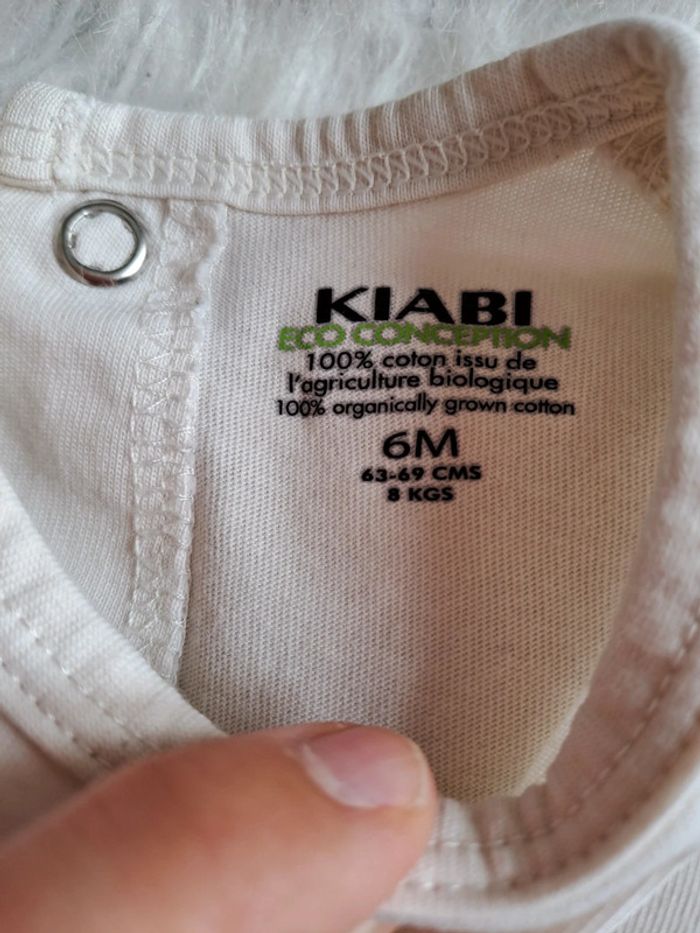 KIABI
ECO CONCEPTION
100% coton issu de
l'agriculture biologique
100% organically grown cotton
6M
63-69 CMS
8 KGS